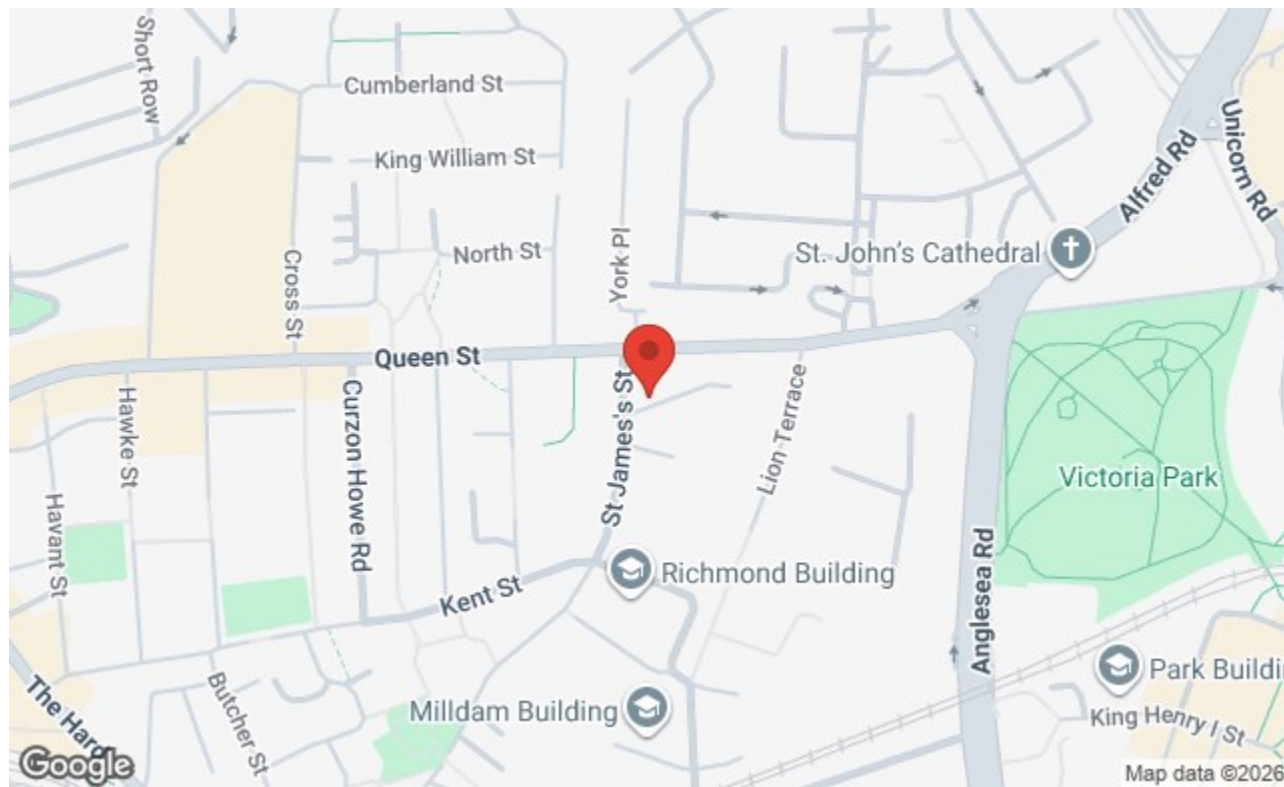 Short Row
Cumberland St
King William St
North St
York Pl
Cross St
St. John's Cathedral
Alfred Rd
Unicorn Rd
Queen St
Hawke St
Curzon Howe Rd
St James's St
Lion Terrace
Victoria Park
Havant St
Kent St
Richmond Building
Anglesea Rd
Park Buildi
The Hard
Butcher St
Milldam Building
King Henry I St
Google
Map data ©2026